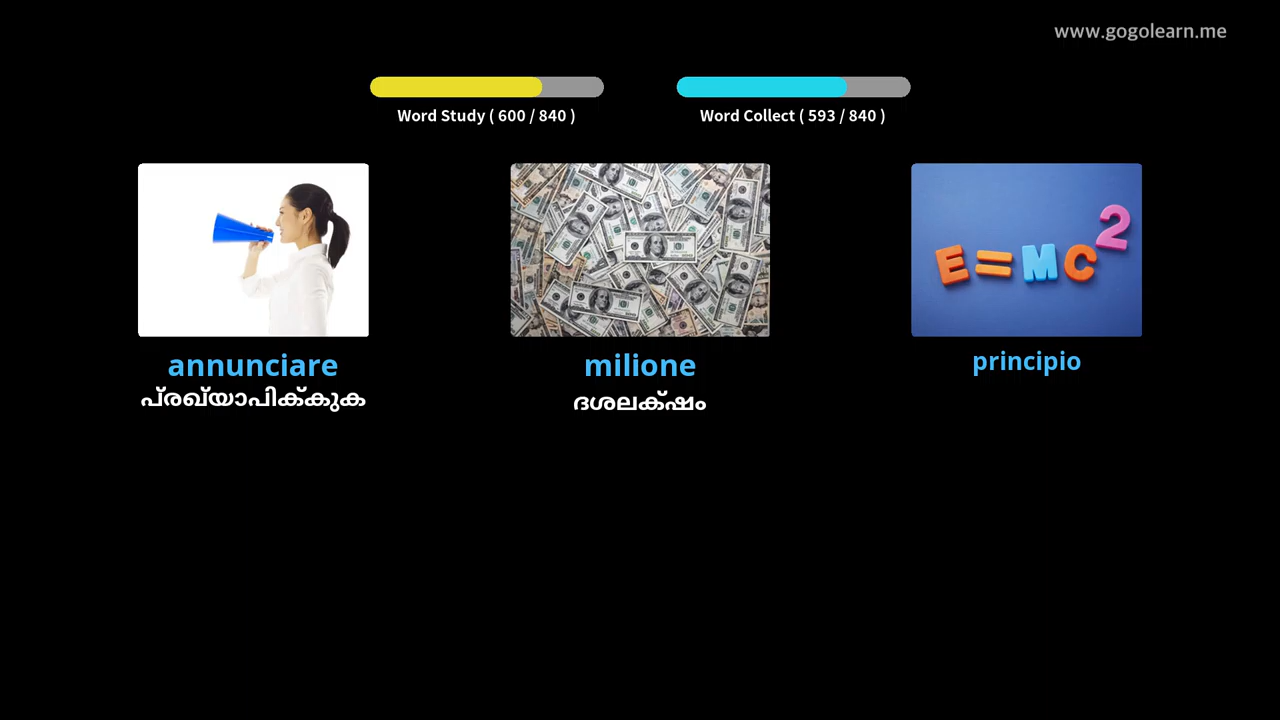 www.gogolearn.me
Word Study ( 600 / 840 )
Word Collect ( 593 / 840 )
E=MC2
annunciare
പ്രഖ്യാപിക്കുക
milione
ദശലക്ഷം
principio